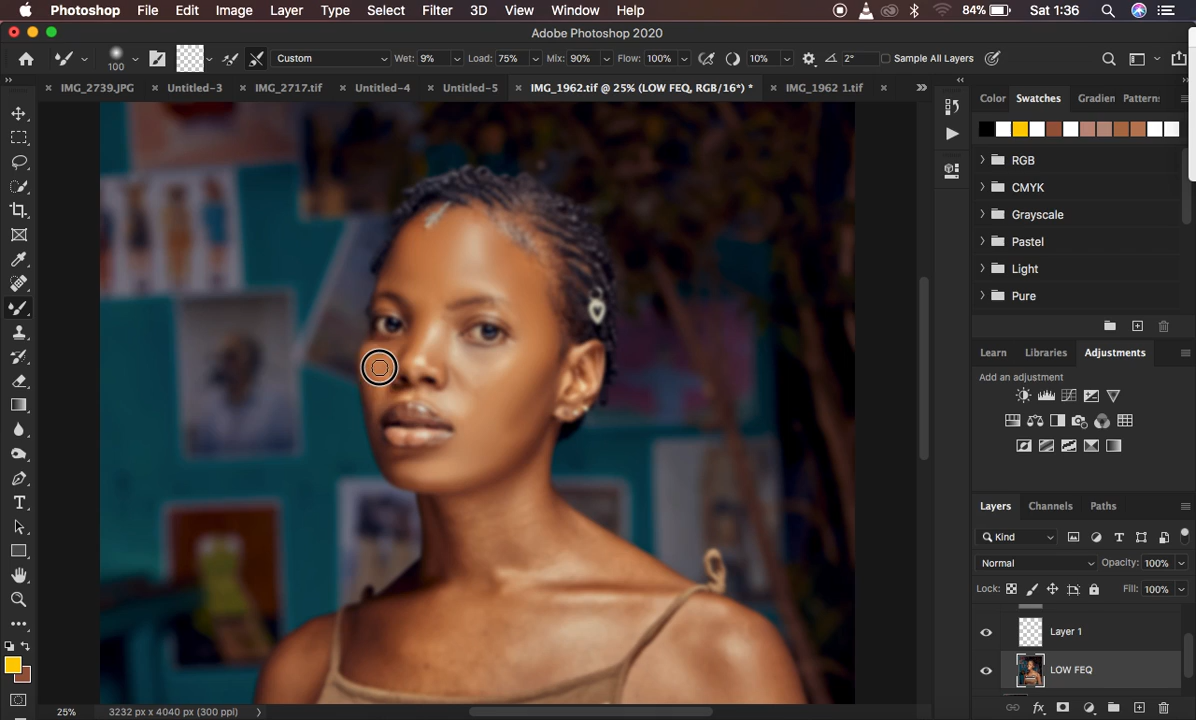 Photoshop File Edit Image Layer Type Select Filter 3D View Window Help 84% Sat 1:36
Adobe Photoshop 2020
100 Custom Wet: 9% Load: 75% Mix: 90% Flow: 100% 10% 2° Sample All Layers
IMG_2739.JPG Untitled-3 IMG_2717.tif Untitled-4 Untitled-5 IMG_1962.tif @ 25% (LOW FEQ, RGB/16*) * IMG_1962 1.tif
Color Swatches Gradien Pattern:
RGB
CMYK
Grayscale
Pastel
Light
Pure
Learn Libraries Adjustments
Add an adjustment
Layers Channels Paths
Kind
Normal Opacity: 100%
Lock: Fill: 100%
Layer 1
LOW FEQ
25% 3232 px x 4040 px (300 ppi)